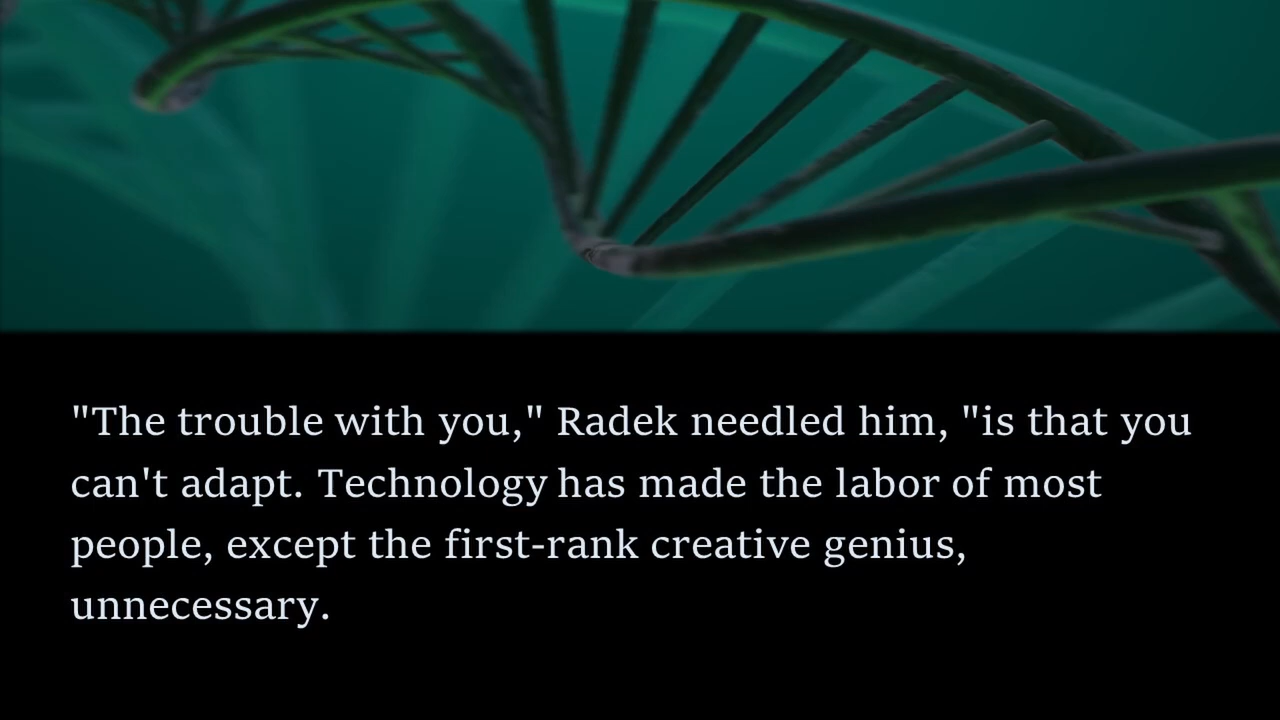 "The trouble with you," Radek needled him, "is that you
can't adapt. Technology has made the labor of most
people, except the first-rank creative genius,
unnecessary.